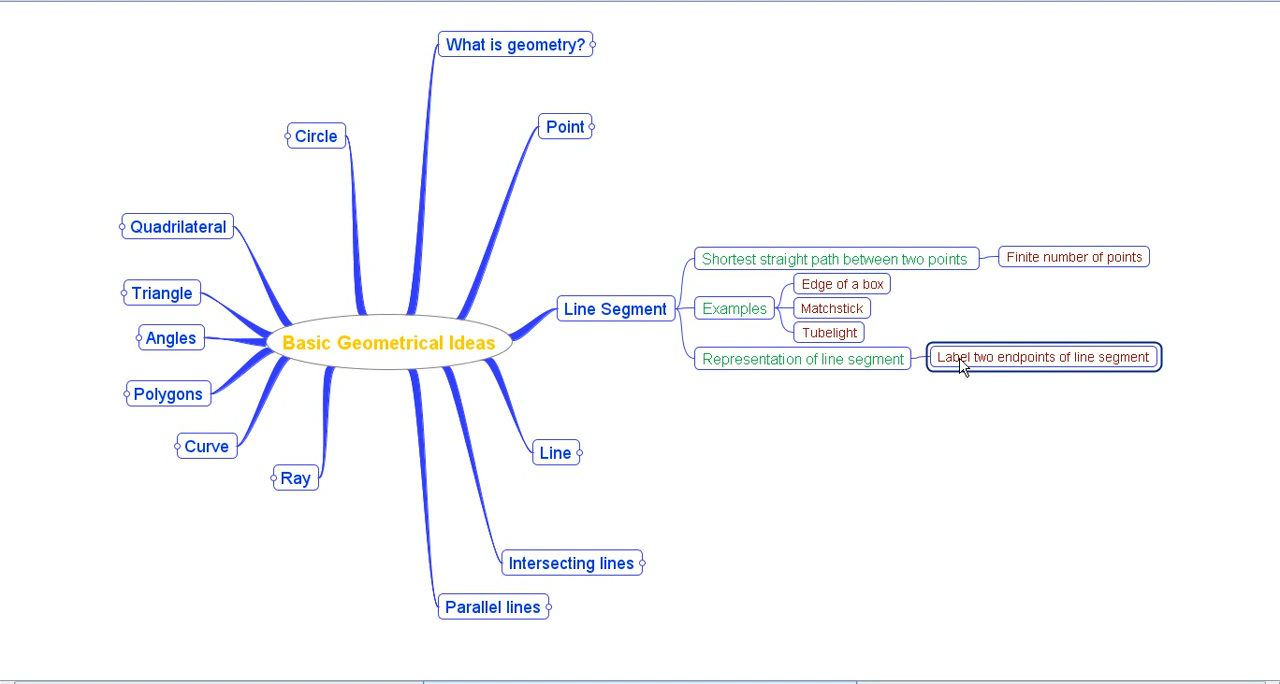 What is geometry?
Point
Circle
Quadrilateral
Triangle
Angles
Polygons
Curve
Ray
Basic Geometrical Ideas
Line Segment
Shortest straight path between two points
Finite number of points
Examples
Edge of a box
Matchstick
Tubelight
Representation of line segment
Label two endpoints of line segment
Line
Intersecting lines
Parallel lines